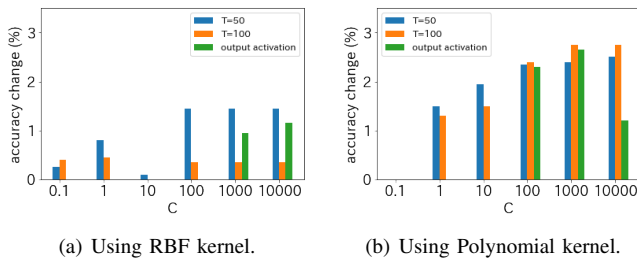 accuracy change (%)
3
2
1
0
T=50
T=100
output activation
0.1 1 10 100 1000 10000
C
(a) Using RBF kernel.
accuracy change (%)
3
2
1
0
T=50
T=100
output activation
0.1 1 10 100 1000 10000
C
(b) Using Polynomial kernel.